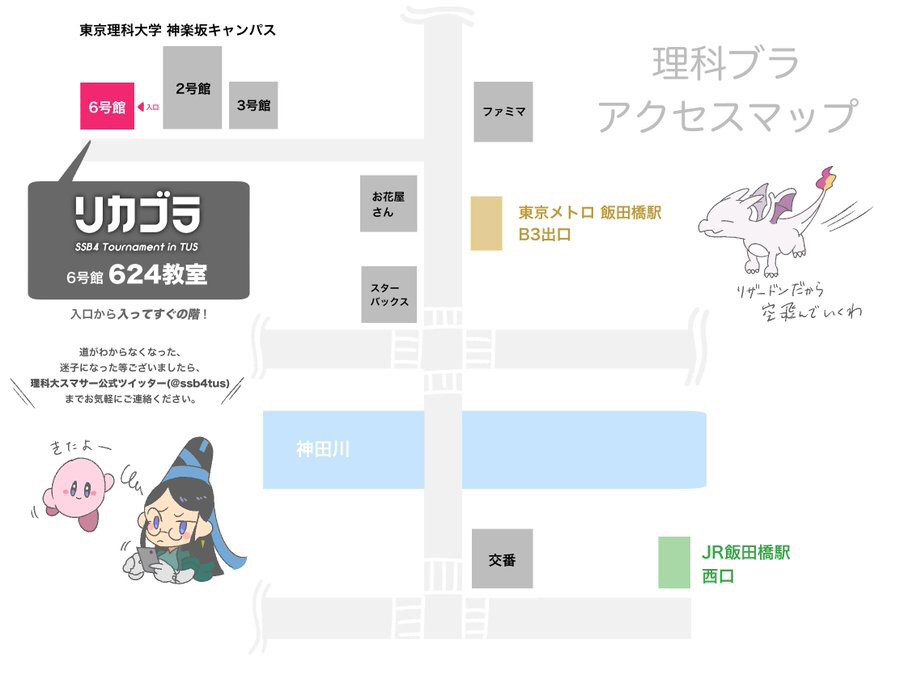 東京理科大学 神楽坂キャンパス
6号館
入口
2号館
3号館
ファミマ
理科ブラ
アクセスマップ
リカゴラ
SSB4 Tournament in TUS
6号館 624教室
入口から入ってすぐの階！
お花屋
さん
東京メトロ 飯田橋駅
B3出口
スター
バックス
リザードンだから
空飛んでいくわ
道がわからなくなった、
迷子になった等ございましたら、
理科大スマサー公式ツイッター(@ssb4tus)
までお気軽にご連絡ください。
神田川
きたよー
交番
JR飯田橋駅
西口